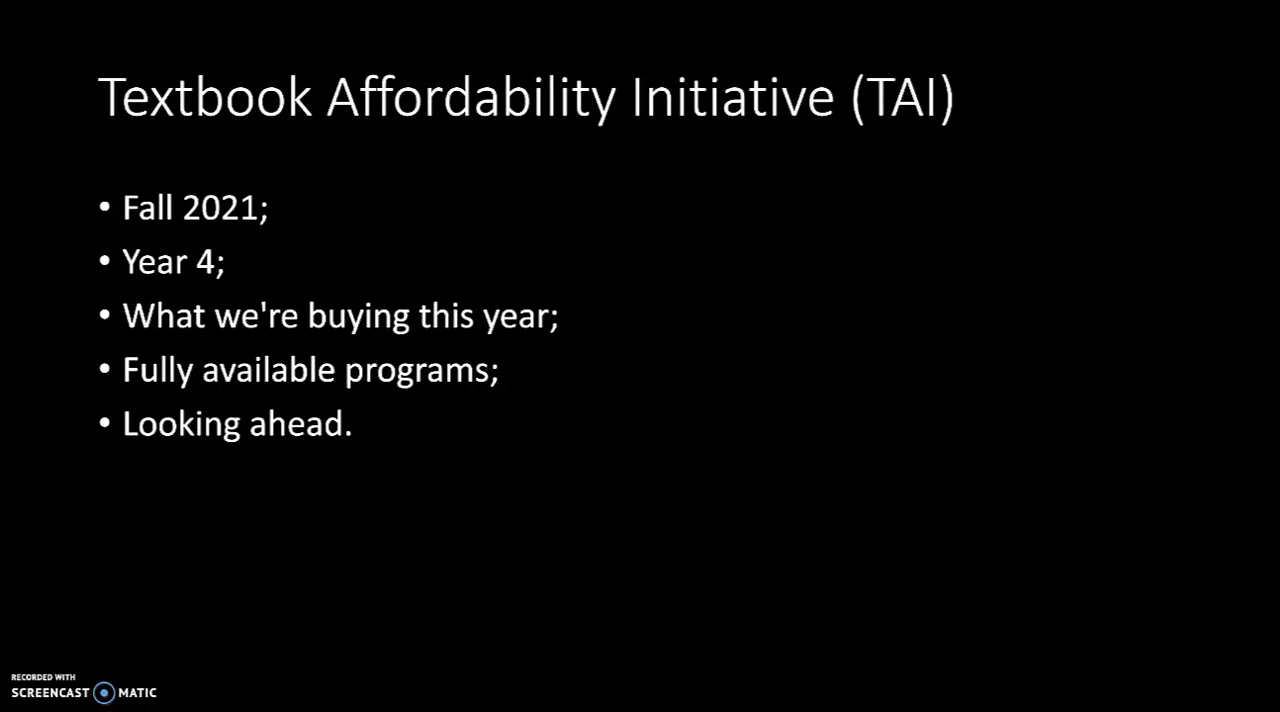 Textbook Affordability Initiative (TAI)
• Fall 2021;
• Year 4;
• What we're buying this year;
• Fully available programs;
• Looking ahead.
RECORDED WITH
SCREENCAST MATIC